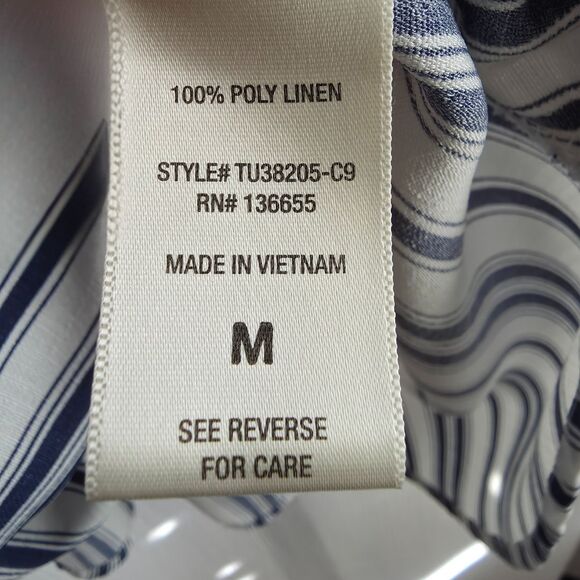 100% POLY LINEN
STYLE# TU38205-C9
RN# 136655
MADE IN VIETNAM
M
SEE REVERSE
FOR CARE